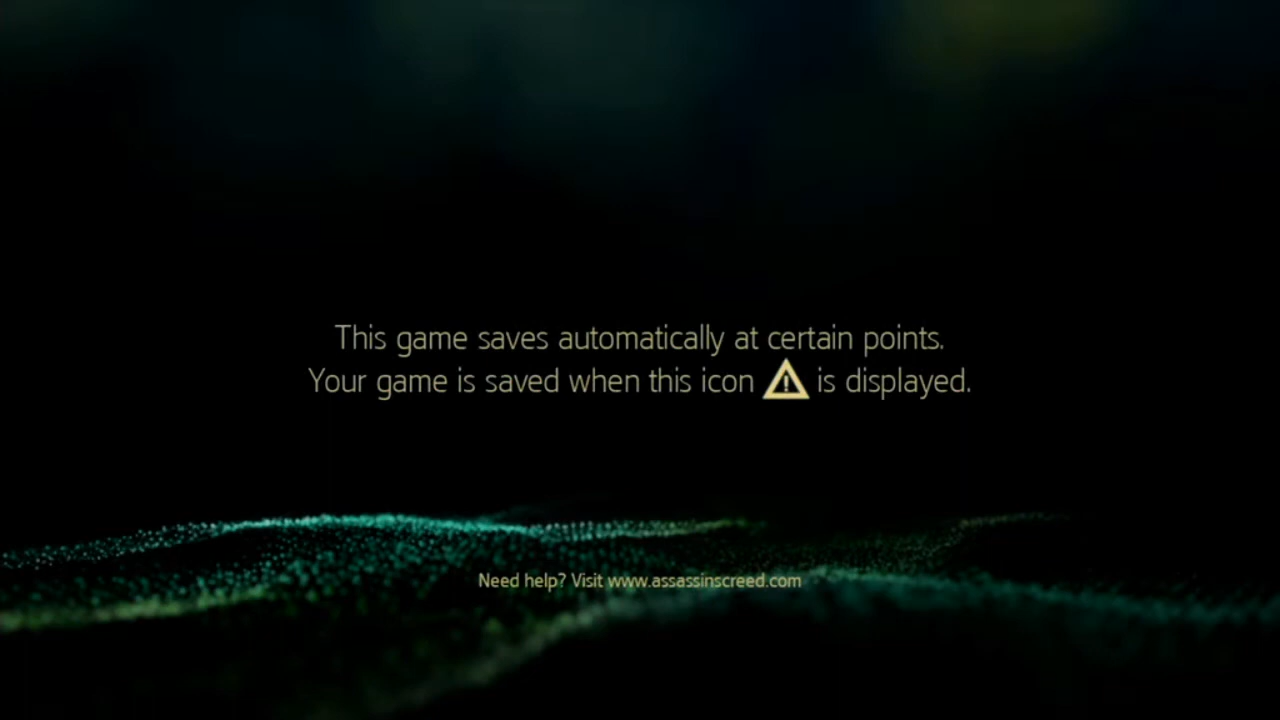 This game saves automatically at certain points.
Your game is saved when this icon is displayed.
Need help? Visit www.assassinscreed.com